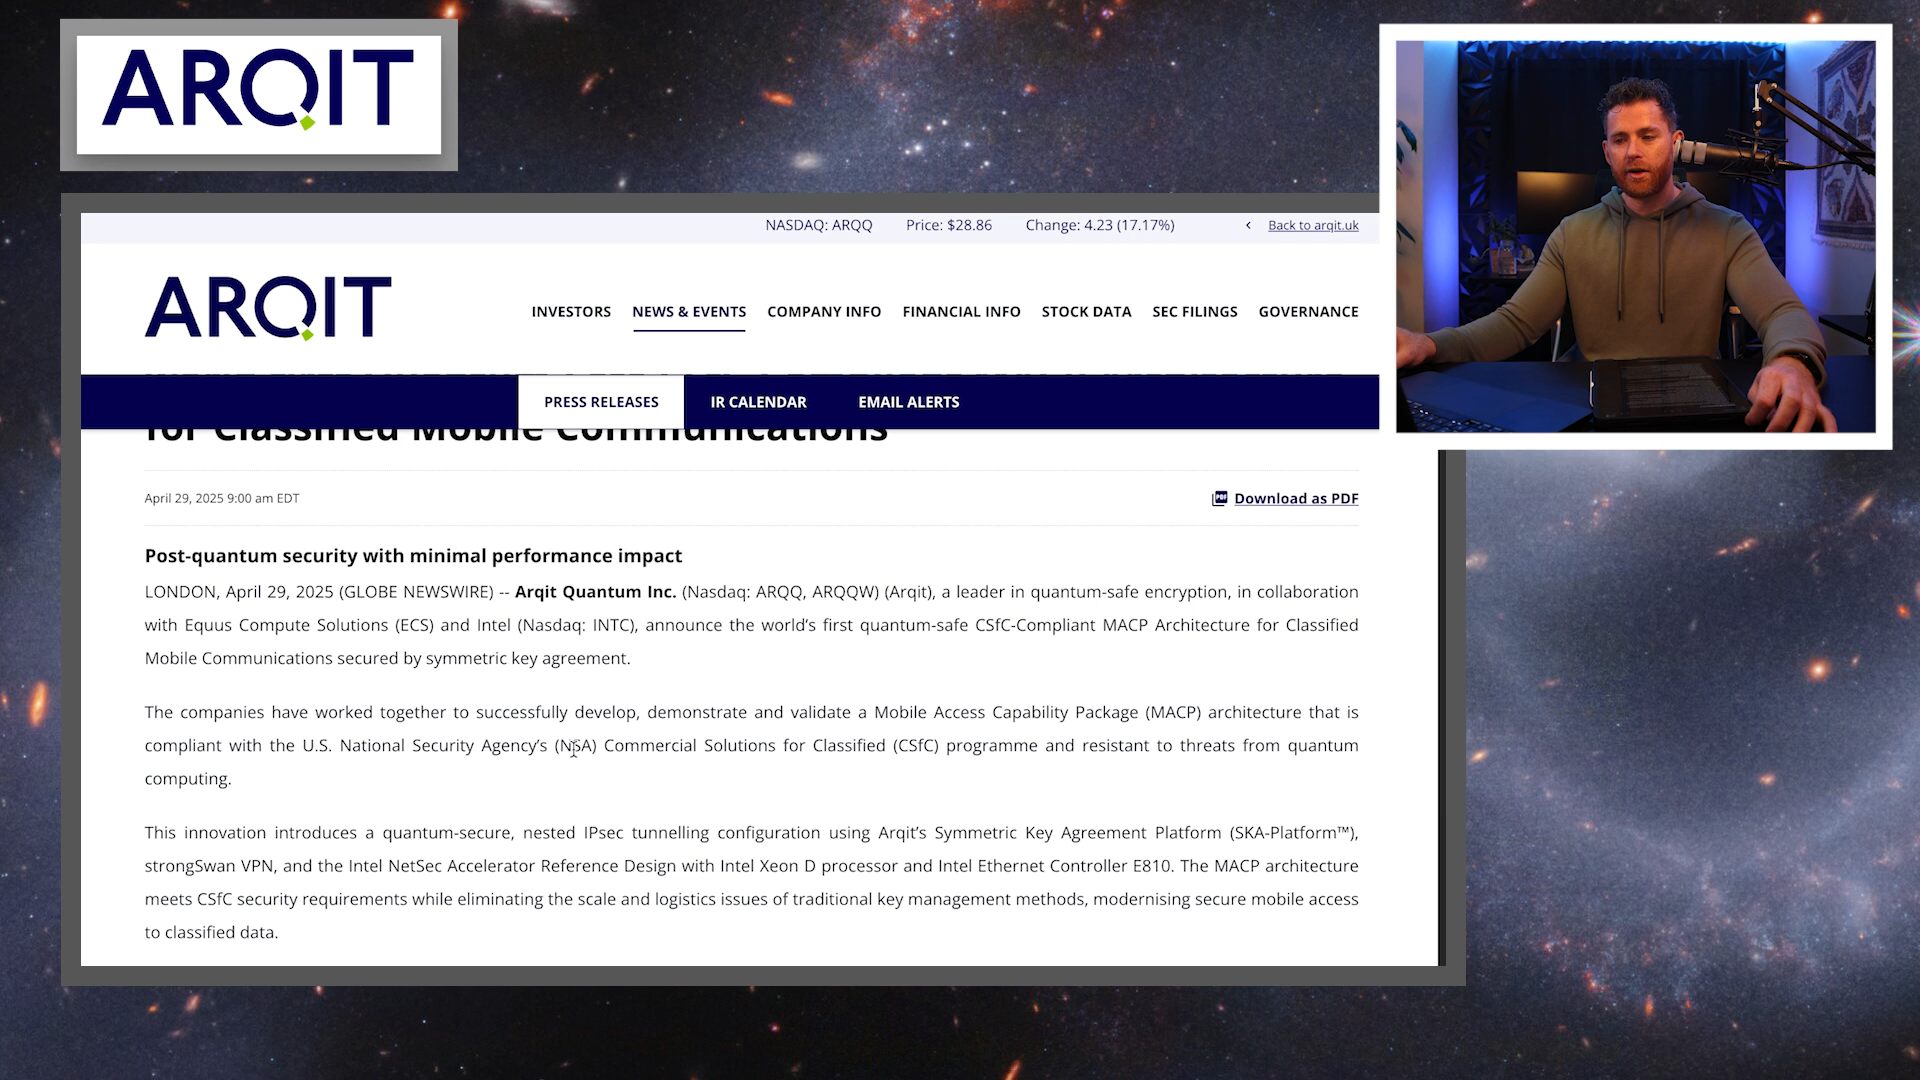 ARQIT
NASDAQ: ARQQ Price: $28.86 Change: 4.23 (17.17%) Back to arqit.uk
ARQIT
INVESTORS NEWS & EVENTS COMPANY INFO FINANCIAL INFO STOCK DATA SEC FILINGS GOVERNANCE
PRESS RELEASES IR CALENDAR EMAIL ALERTS
for Classified Mobile Communications
April 29, 2025 9:00 am EDT PDF Download as PDF
Post-quantum security with minimal performance impact
LONDON, April 29, 2025 (GLOBE NEWSWIRE) -- Arqit Quantum Inc. (Nasdaq: ARQQ, ARQQW) (Arqit), a leader in quantum-safe encryption, in collaboration
with Equus Compute Solutions (ECS) and Intel (Nasdaq: INTC), announce the world's first quantum-safe CSfC-Compliant MACP Architecture for Classified
Mobile Communications secured by symmetric key agreement.
The companies have worked together to successfully develop, demonstrate and validate a Mobile Access Capability Package (MACP) architecture that is
compliant with the U.S. National Security Agency's (NSA) Commercial Solutions for Classified (CSfC) programme and resistant to threats from quantum
computing.
This innovation introduces a quantum-secure, nested IPsec tunnelling configuration using Arqit's Symmetric Key Agreement Platform (SKA-Platform™),
strongSwan VPN, and the Intel NetSec Accelerator Reference Design with Intel Xeon D processor and Intel Ethernet Controller E810. The MACP architecture
meets CSfC security requirements while eliminating the scale and logistics issues of traditional key management methods, modernising secure mobile access
to classified data.